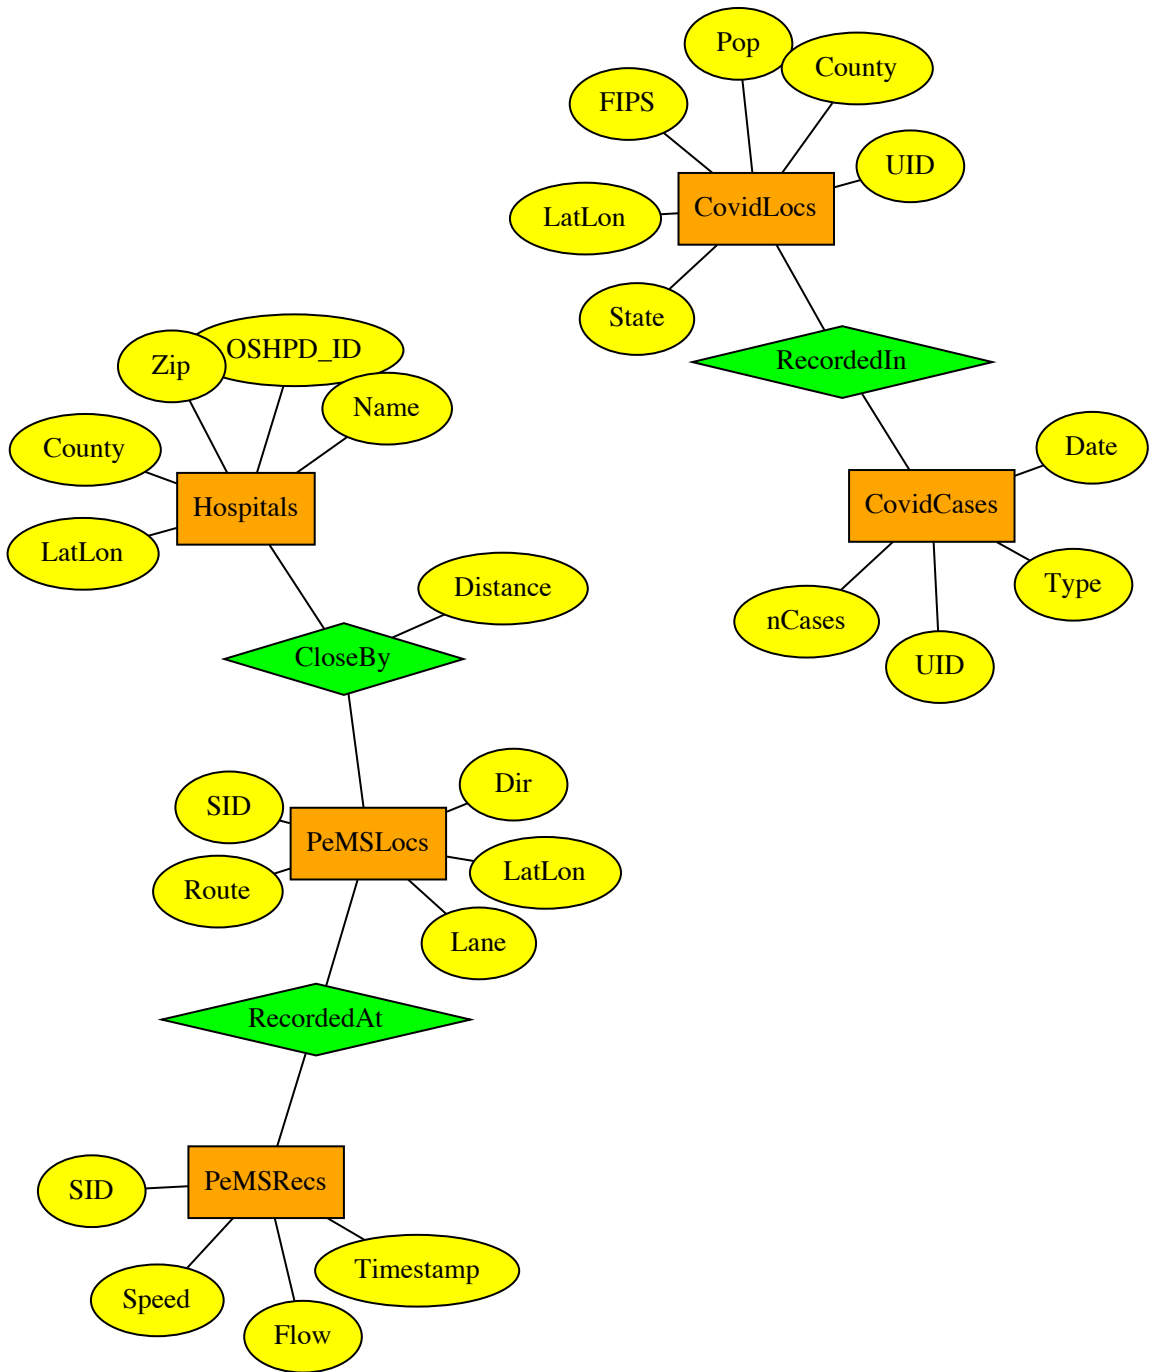 Pop
County
FIPS
UID
CovidLocs
LatLon
State
RecordedIn
OSHPD_ID
Zip
Name
County
Hospitals
LatLon
Date
CovidCases
Type
nCases
UID
Distance
CloseBy
Dir
SID
PeMSLocs
LatLon
Route
Lane
RecordedAt
PeMSRecs
SID
Timestamp
Speed
Flow